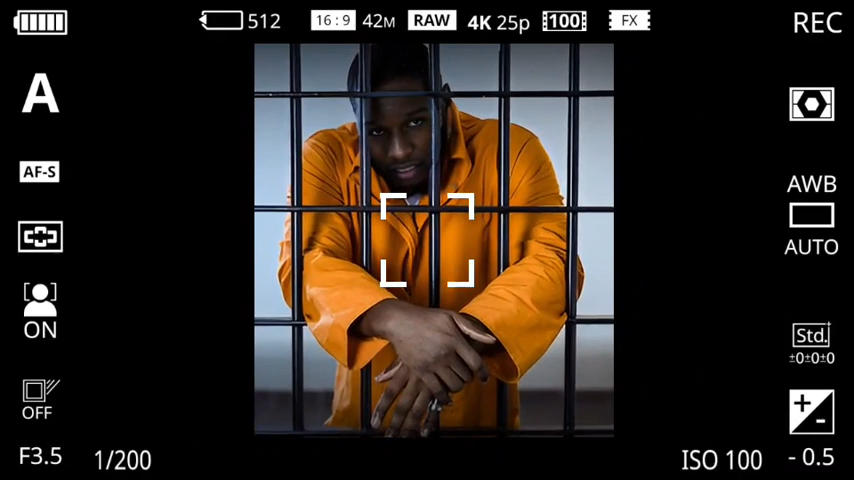 512 16 : 9 42M RAW 4K 25p 100 FX REC
A
AF-S
AWB
AUTO
ON
Std.
±0±0±0
OFF
F3.5 1/200 ISO 100 - 0.5